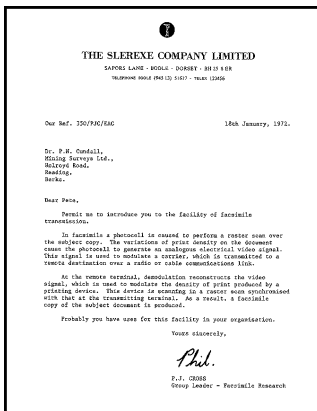 THE SLEREXE COMPANY LIMITED
SAPORS LANE - BOOLE - DORSET - BH 25 8 ER
TELEPHONE BOOLE (945 13) 51617 - TELEX 123456
Our Ref. 350/PJC/EAC 18th January, 1972.
Dr. P.N. Cundall,
Mining Surveys Ltd.,
Holroyd Road,
Reading,
Berks.
Dear Pete,
Permit me to introduce you to the facility of facsimile
transmission.
In facsimile a photocell is caused to perform a raster scan over
the subject copy. The variations of print density on the document
cause the photocell to generate an analogous electrical video signal.
This signal is used to modulate a carrier, which is transmitted to a
remote destination over a radio or cable communications link.
At the remote terminal, demodulation reconstructs the video
signal, which is used to modulate the density of print produced by a
printing device. This device is scanning in a raster scan synchronised
with that at the transmitting terminal. As a result, a facsimile
copy of the subject document is produced.
Probably you have uses for this facility in your organisation.
Yours sincerely,
Phil.
P.J. CROSS
Group Leader - Facsimile Research